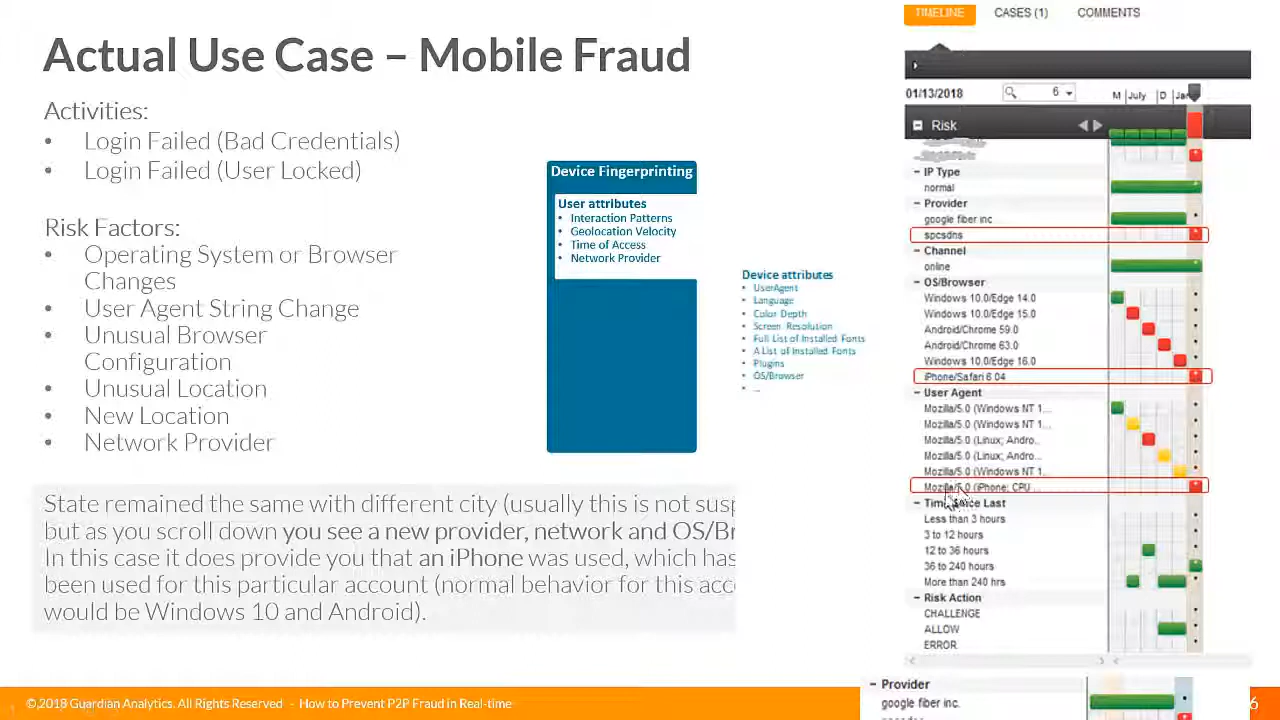 Actual Use Case – Mobile Fraud
Activities:
• Login Failed (Bad Credentials)
• Login Failed (User Locked)
Risk Factors:
• Operating System or Browser
Changes
• User Agent String Change
• Unusual Browser
Configuration
• Unusual Location
• New Location
• Network Provider
State remained the same with different city (usually this is not susp
but as you scroll down you see a new provider, network and OS/Br
In this case it does provide you that an iPhone was used, which has
been used for this particular account (normal behavior for this acc
would be Window 10 and Android).
Device Fingerprinting
User attributes
• Interaction Patterns
• Geolocation Velocity
• Time of Access
• Network Provider
Device attributes
• UserAgent
• Language
• Color Depth
• Screen Resolution
• Full List of Installed Fonts
• A List of Installed Fonts
• Plugins
• OS/Browser
• ...
TIMELINE CASES (1) COMMENTS
01/13/2018 6 M July D Jan
Risk
IP Type
normal
Provider
google fiber inc
spcsdns
Channel
online
OS/Browser
Windows 10.0/Edge 14.0
Windows 10.0/Edge 15.0
Android/Chrome 59.0
Android/Chrome 63.0
Windows 10.0/Edge 16.0
iPhone/Safari 6.04
User Agent
Mozilla/5.0 (Windows NT 1...
Mozilla/5.0 (Windows NT 1...
Mozilla/5.0 (Linux; Andro...
Mozilla/5.0 (Linux; Andro...
Mozilla/5.0 (Windows NT 1...
Mozilla/5.0 (iPhone; CPU ...
Time Since Last
Less than 3 hours
3 to 12 hours
12 to 36 hours
36 to 240 hours
More than 240 hrs
Risk Action
CHALLENGE
ALLOW
ERROR
Provider
google fiber inc.
©,2018 Guardian Analytics. All Rights Reserved - How to Prevent P2P Fraud in Real-time
6